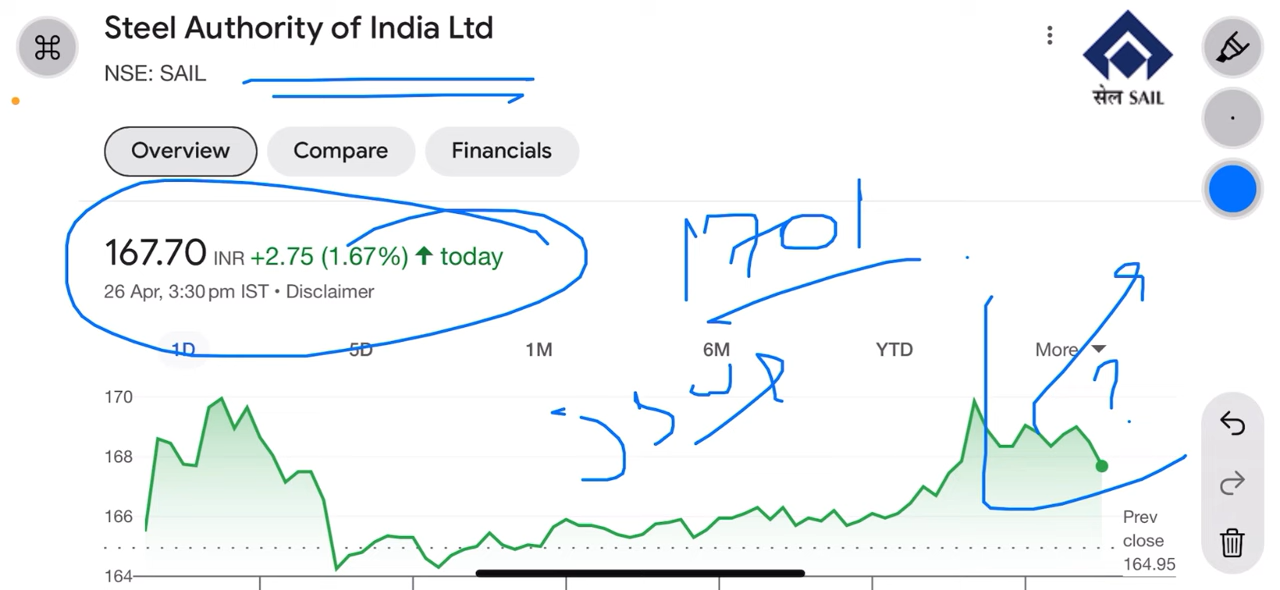 Steel Authority of India Ltd
NSE: SAIL
सेल SAIL
Overview Compare Financials
167.70 INR +2.75 (1.67%) ↑ today
26 Apr, 3:30 pm IST • Disclaimer
1701
1D 5D 1M 6M YTD More
?
170
168
166
164
Prev
close
164.95